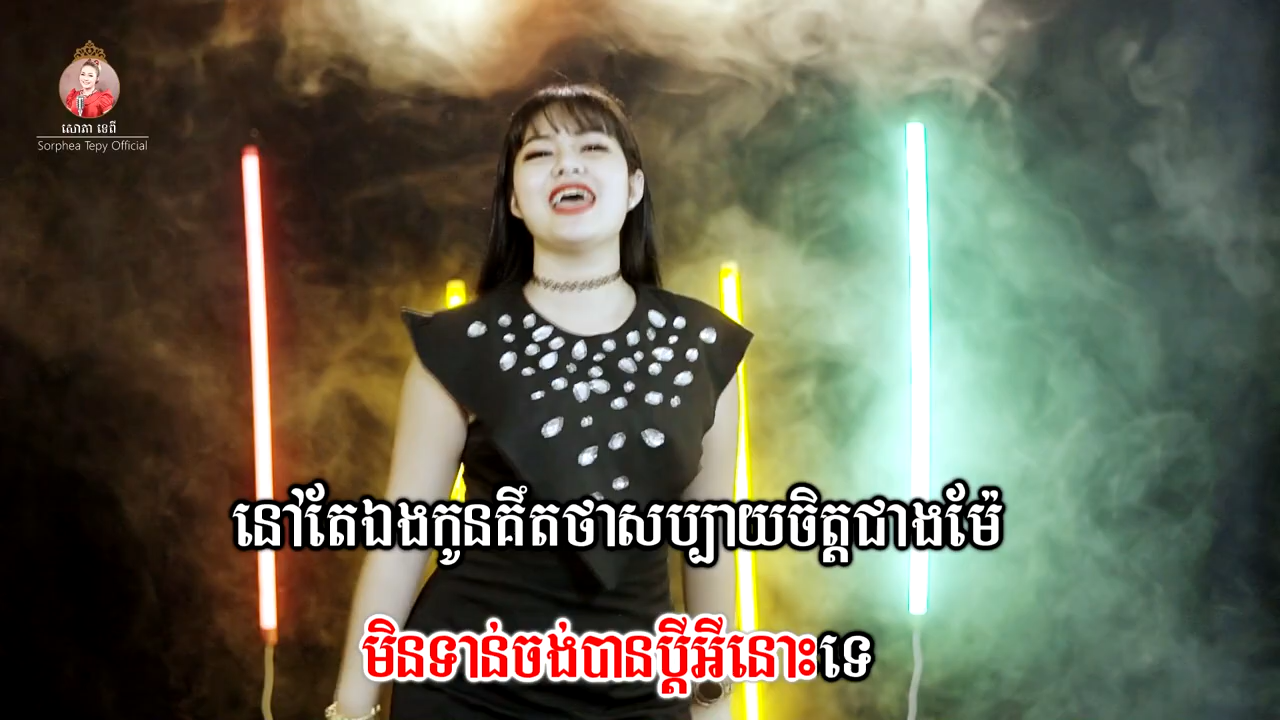 សោភា ទេពី
Sorphea Tepy Official
នៅតែឯងកូនគឹតថាសប្បាយចិត្តជាងម៉ែ
មិនទាន់ចង់បានប្ដីអីនោះទេ